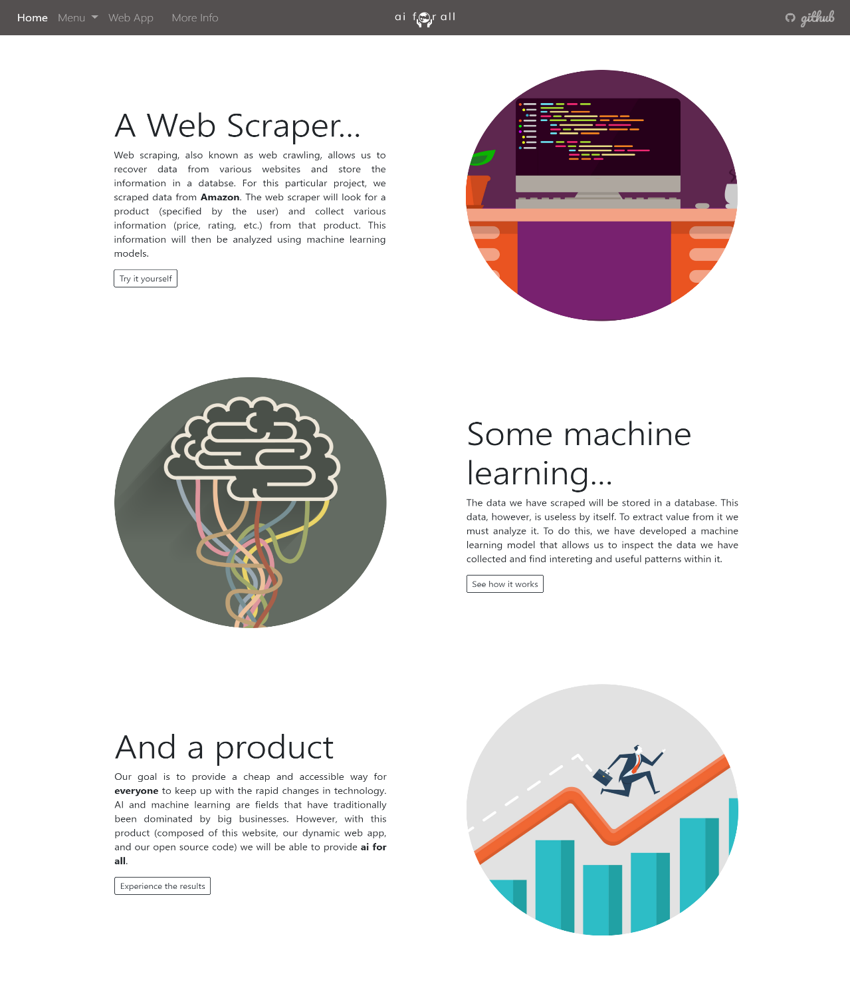 Home Menu Web App More Info
ai for all
github
A Web Scraper...
Web scraping, also known as web crawling, allows us to
recover data from various websites and store the
information in a databse. For this particular project, we
scraped data from Amazon. The web scraper will look for a
product (specified by the user) and collect various
information (price, rating, etc.) from that product. This
information will then be analyzed using machine learning
models.
Try it yourself
Some machine
learning...
The data we have scraped will be stored in a database. This
data, however, is useless by itself. To extract value from it we
must analyze it. To do this, we have developed a machine
learning model that allows us to inspect the data we have
collected and find intereting and useful patterns within it.
See how it works
And a product
Our goal is to provide a cheap and accessible way for
everyone to keep up with the rapid changes in technology.
AI and machine learning are fields that have traditionally
been dominated by big businesses. However, with this
product (composed of this website, our dynamic web app,
and our open source code) we will be able to provide ai for
all.
Experience the results